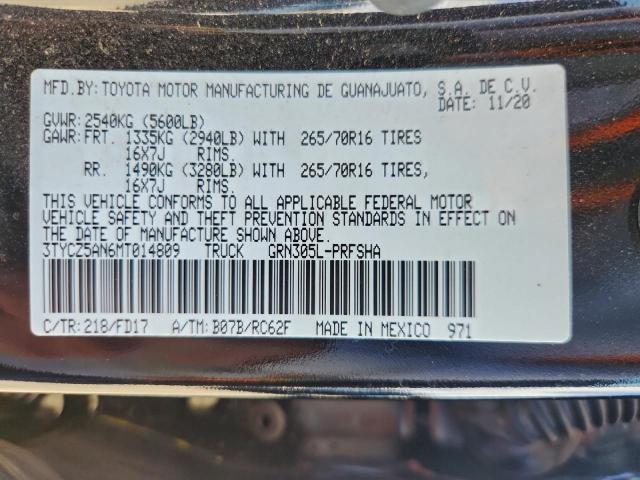 MFD.BY: TOYOTA MOTOR MANUFACTURING DE GUANAJUATO, S.A. DE C.V.
DATE: 11/20
GVWR: 2540KG (5600LB)
GAWR: FRT. 1335KG (2940LB) WITH 265/70R16 TIRES
16X7J RIMS.
RR. 1490KG (3280LB) WITH 265/70R16 TIRES,
16X7J RIMS.
THIS VEHICLE CONFORMS TO ALL APPLICABLE FEDERAL MOTOR
VEHICLE SAFETY AND THEFT PREVENTION STANDARDS IN EFFECT ON
THE DATE OF MANUFACTURE SHOWN ABOVE.
3TYCZ5AN6MT014809 TRUCK GRN305L-PRFSHA
C/TR: 218/FD17 A/TM: B07B/RC62F MADE IN MEXICO 971